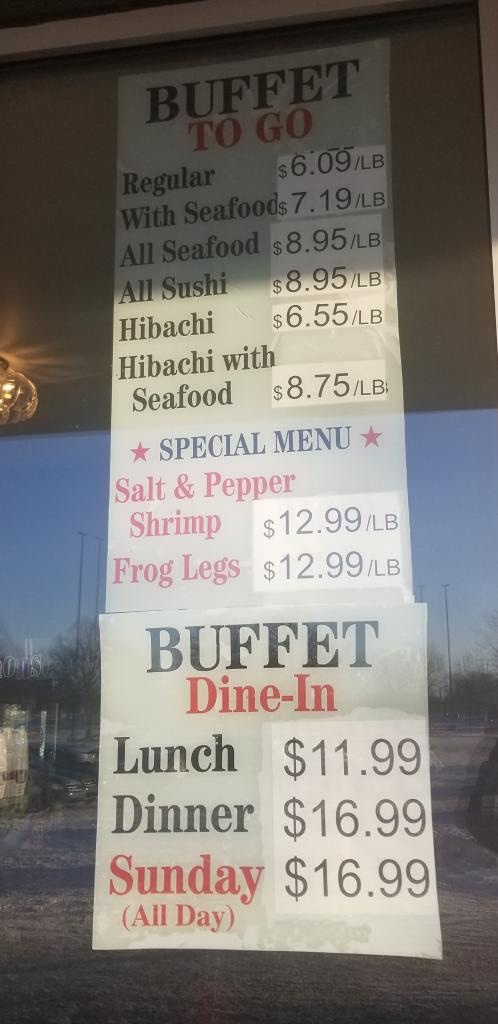 BUFFET
TO GO
Regular $6.09/LB
With Seafood $7.19/LB
All Seafood $8.95/LB
All Sushi $8.95/LB
Hibachi $6.55/LB
Hibachi with
Seafood $8.75/LB
★ SPECIAL MENU ★
Salt & Pepper
Shrimp $12.99/LB
Frog Legs $12.99/LB
BUFFET
Dine-In
Lunch $11.99
Dinner $16.99
Sunday $16.99
(All Day)